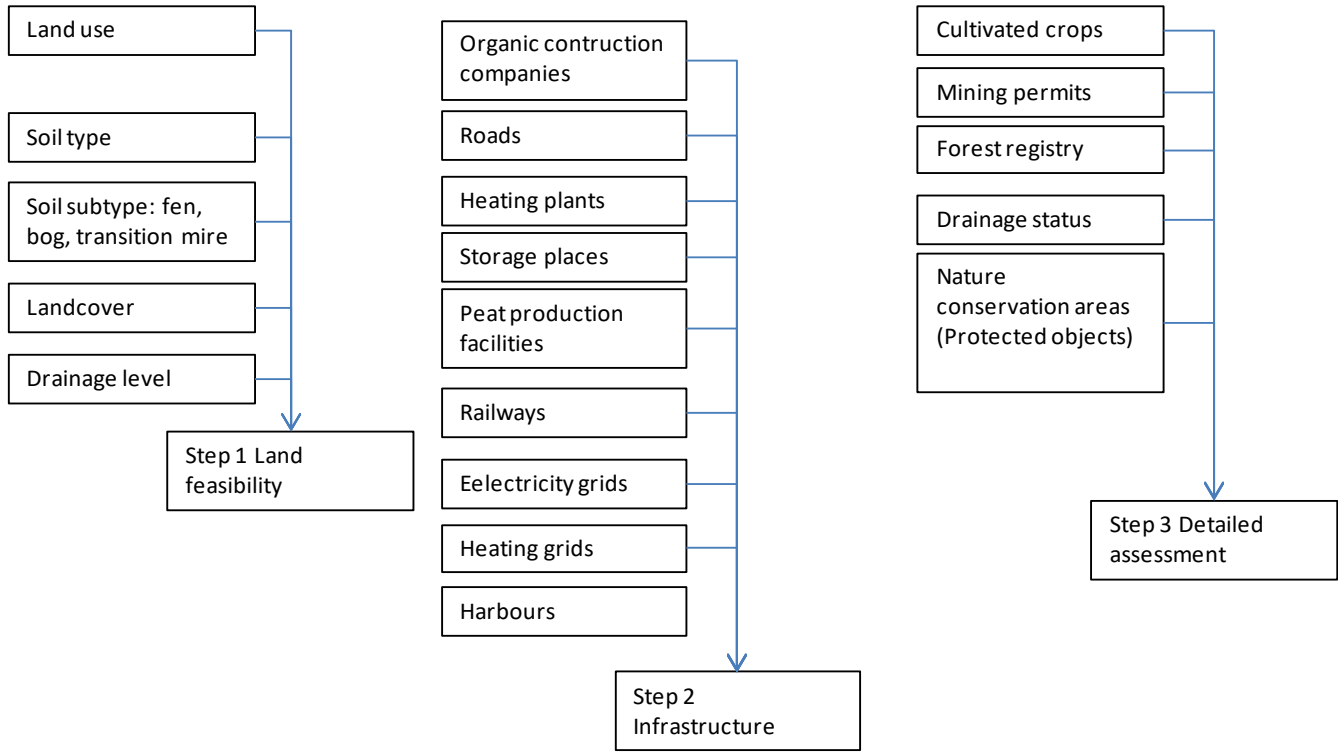 Land use
Soil type
Soil subtype: fen,
bog, transition mire
Landcover
Drainage level
Step 1 Land
feasibility
Organic contruction
companies
Roads
Heating plants
Storage places
Peat production
facilities
Railways
Eelectricity grids
Heating grids
Harbours
Step 2
Infrastructure
Cultivated crops
Mining permits
Forest registry
Drainage status
Nature
conservation areas
(Protected objects)
Step 3 Detailed
assessment